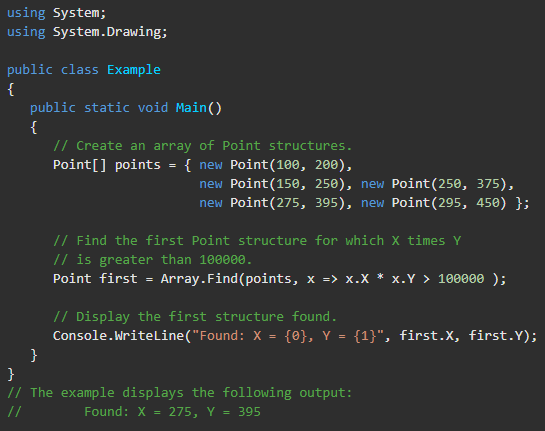 using System;
using System.Drawing;

public class Example
{
   public static void Main()
   {
      // Create an array of Point structures.
      Point[] points = { new Point(100, 200),
                         new Point(150, 250), new Point(250, 375),
                         new Point(275, 395), new Point(295, 450) };

      // Find the first Point structure for which X times Y
      // is greater than 100000.
      Point first = Array.Find(points, x => x.X * x.Y > 100000 );

      // Display the first structure found.
      Console.WriteLine("Found: X = {0}, Y = {1}", first.X, first.Y);
   }
}
// The example displays the following output:
//        Found: X = 275, Y = 395